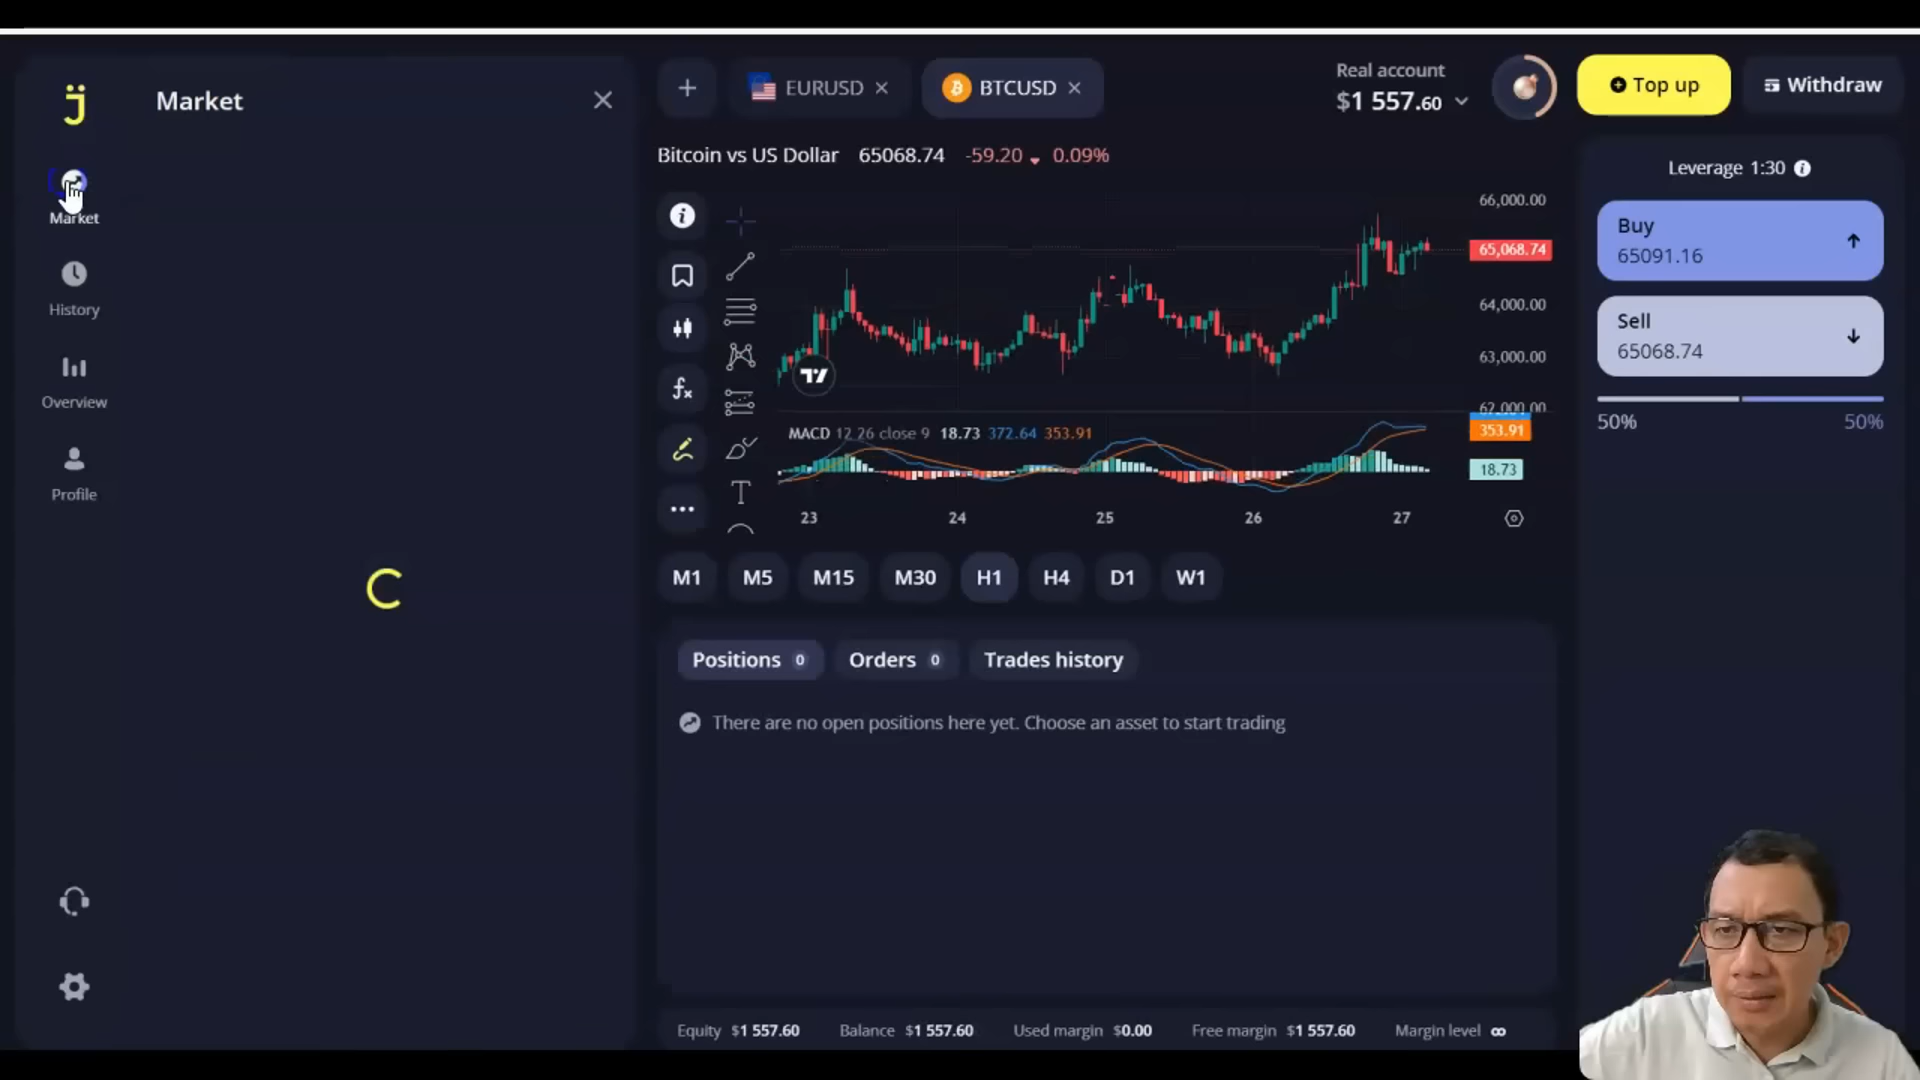 Market
Market
History
Overview
Profile
EURUSD
BTCUSD
Real account
$1 557.60
Top up
Withdraw
Bitcoin vs US Dollar 65068.74 -59.20 0.09%
66,000.00
65,068.74
64,000.00
63,000.00
62,000.00
MACD 12 26 close 9 18.73 372.64 353.91
353.91
18.73
23 24 25 26 27
M1 M5 M15 M30 H1 H4 D1 W1
Leverage 1:30
Buy
65091.16
Sell
65068.74
50% 50%
Positions 0 Orders 0 Trades history
There are no open positions here yet. Choose an asset to start trading
Equity $1 557.60 Balance $1 557.60 Used margin $0.00 Free margin $1 557.60 Margin level ∞